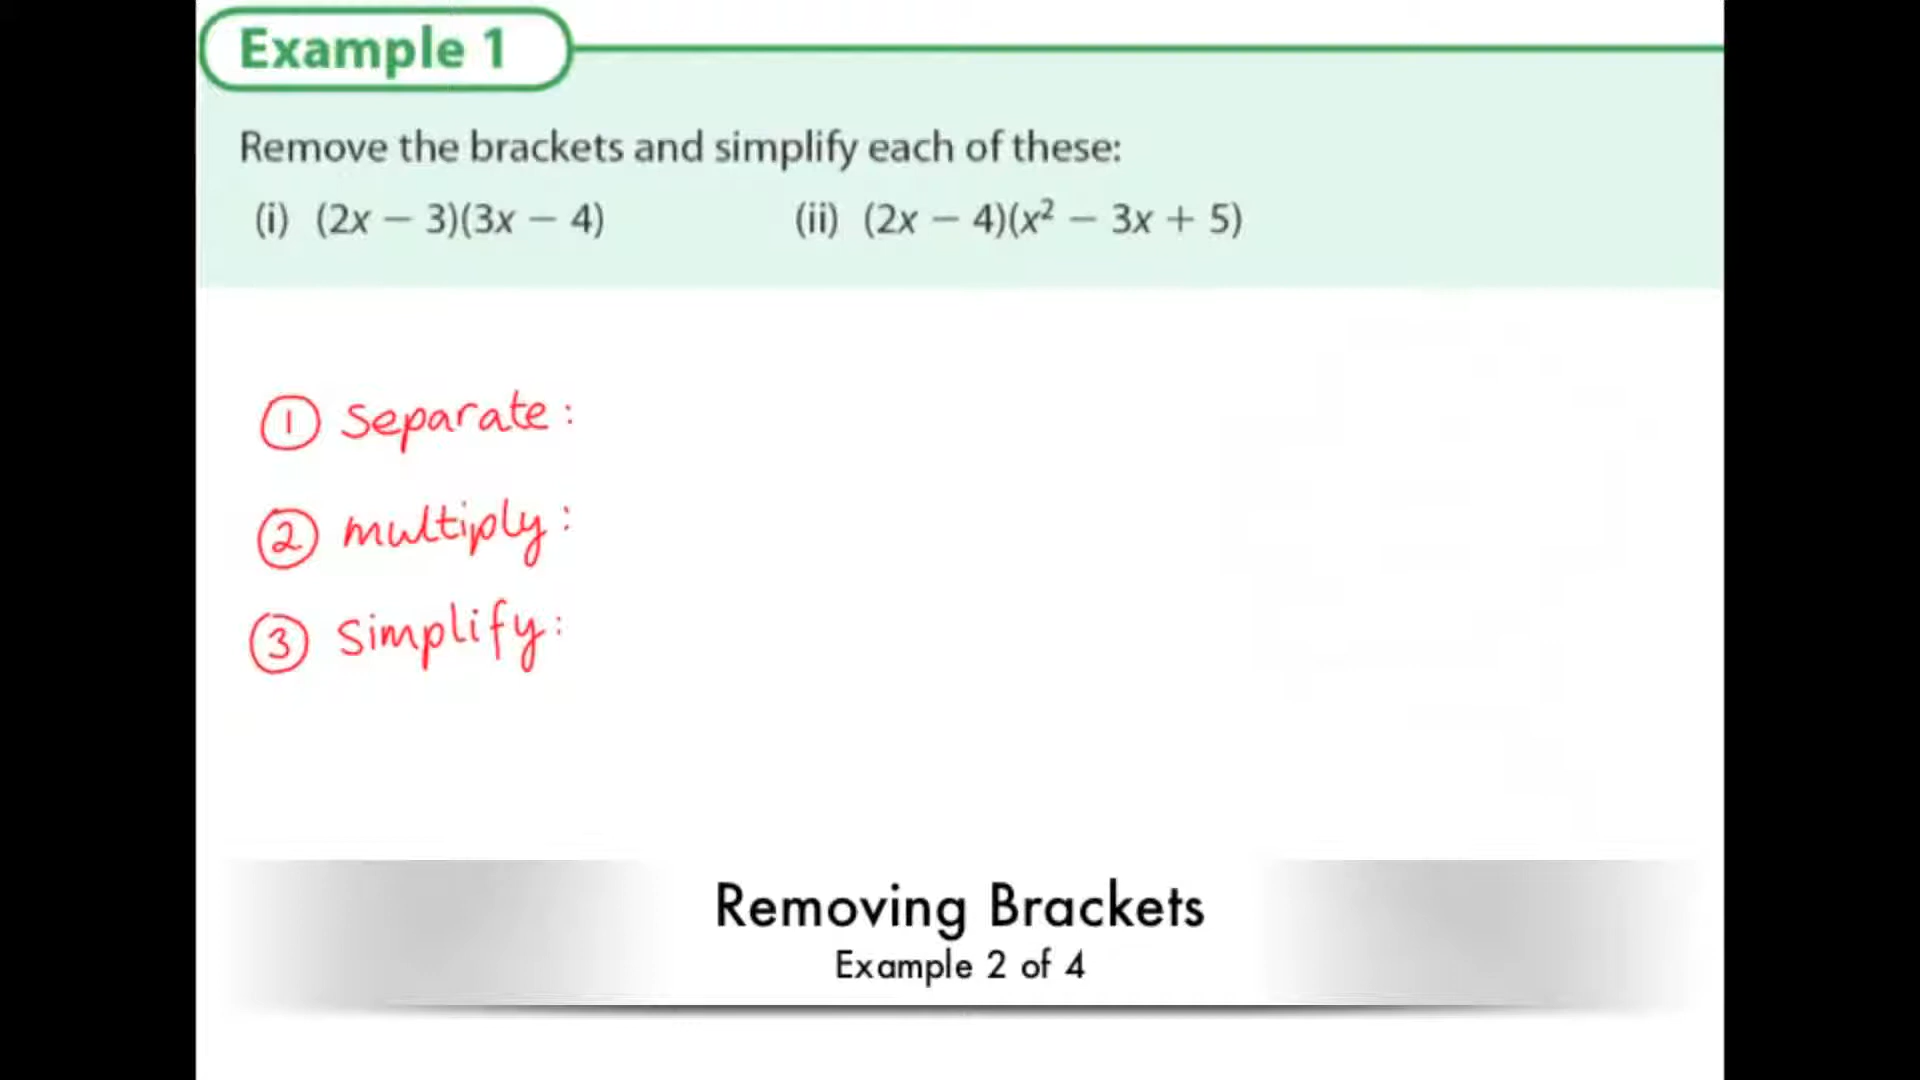 Example 1
Remove the brackets and simplify each of these:
(i) (2x − 3)(3x − 4) (ii) (2x − 4)(x² − 3x + 5)
① separate:
② multiply:
③ Simplify:
Removing Brackets
Example 2 of 4